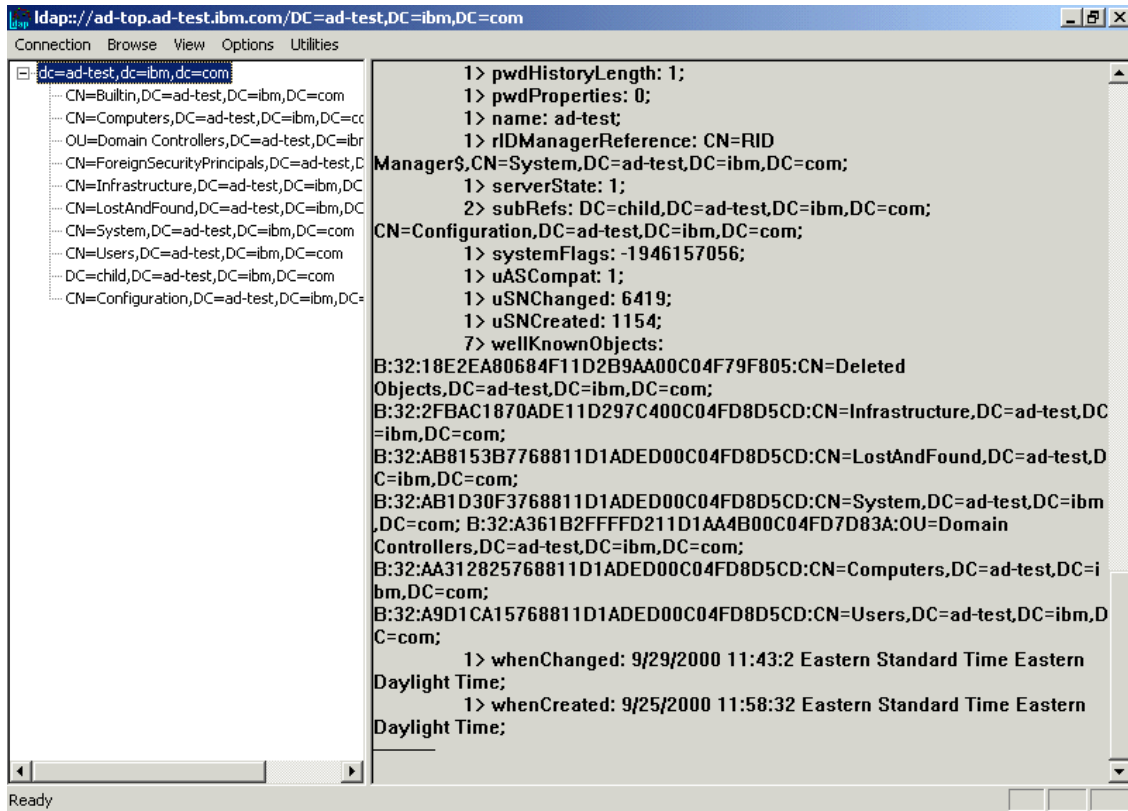 ldap://ad-top.ad-test.ibm.com/DC=ad-test,DC=ibm,DC=com
Connection Browse View Options Utilities
dc=ad-test,dc=ibm,dc=com
CN=Builtin,DC=ad-test,DC=ibm,DC=com
CN=Computers,DC=ad-test,DC=ibm,DC=co
OU=Domain Controllers,DC=ad-test,DC=ibr
CN=ForeignSecurityPrincipals,DC=ad-test,D
CN=Infrastructure,DC=ad-test,DC=ibm,DC
CN=LostAndFound,DC=ad-test,DC=ibm,DC
CN=System,DC=ad-test,DC=ibm,DC=com
CN=Users,DC=ad-test,DC=ibm,DC=com
DC=child,DC=ad-test,DC=ibm,DC=com
CN=Configuration,DC=ad-test,DC=ibm,DC=
1> pwdHistoryLength: 1;
1> pwdProperties: 0;
1> name: ad-test;
1> rIDManagerReference: CN=RID
Manager$,CN=System,DC=ad-test,DC=ibm,DC=com;
1> serverState: 1;
2> subRefs: DC=child,DC=ad-test,DC=ibm,DC=com;
CN=Configuration,DC=ad-test,DC=ibm,DC=com;
1> systemFlags: -1946157056;
1> uASCompat: 1;
1> uSNChanged: 6419;
1> uSNCreated: 1154;
7> wellKnownObjects:
B:32:18E2EA80684F11D2B9AA00C04F79F805:CN=Deleted
Objects,DC=ad-test,DC=ibm,DC=com;
B:32:2FBAC1870ADE11D297C400C04FD8D5CD:CN=Infrastructure,DC=ad-test,DC
=ibm,DC=com;
B:32:AB8153B7768811D1ADED00C04FD8D5CD:CN=LostAndFound,DC=ad-test,D
C=ibm,DC=com;
B:32:AB1D30F3768811D1ADED00C04FD8D5CD:CN=System,DC=ad-test,DC=ibm
,DC=com; B:32:A361B2FFFFD211D1AA4B00C04FD7D83A:OU=Domain
Controllers,DC=ad-test,DC=ibm,DC=com;
B:32:AA312825768811D1ADED00C04FD8D5CD:CN=Computers,DC=ad-test,DC=i
bm,DC=com;
B:32:A9D1CA15768811D1ADED00C04FD8D5CD:CN=Users,DC=ad-test,DC=ibm,D
C=com;
1> whenChanged: 9/29/2000 11:43:2 Eastern Standard Time Eastern
Daylight Time;
1> whenCreated: 9/25/2000 11:58:32 Eastern Standard Time Eastern
Daylight Time;
Ready